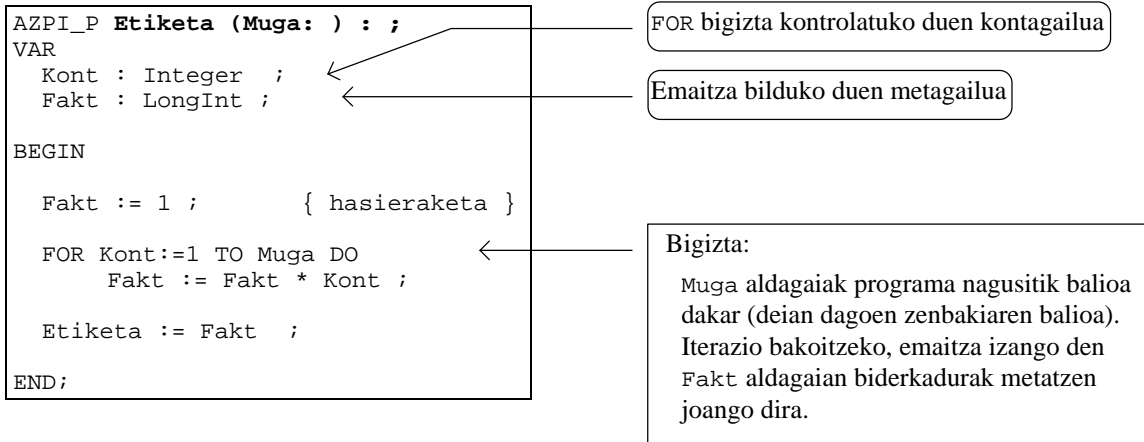 AZPI_P Etiketa (Muga: ) : ;
VAR
Kont : Integer ;
Fakt : LongInt ;
BEGIN
Fakt := 1 ; { hasieraketa }
FOR Kont:=1 TO Muga DO
Fakt := Fakt * Kont ;
Etiketa := Fakt ;
END;
FOR bigizta kontrolatuko duen kontagailua
Emaitza bilduko duen metagailua
Bigizta:
Muga aldagaiak programa nagusitik balioa
dakar (deian dagoen zenbakiaren balioa).
Iterazio bakoitzeko, emaitza izango den
Fakt aldagaian biderkadurak metatzen
joango dira.